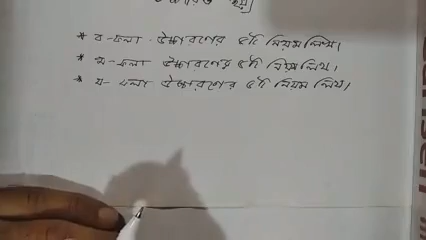 * ব-ফলা উচ্চারণের ৫টি নিয়ম লিখ।
* ম-ফলা উচ্চারণের ৫টি নিয়ম লিখ।
* য-ফলা উচ্চারণের ৫টি নিয়ম লিখ।